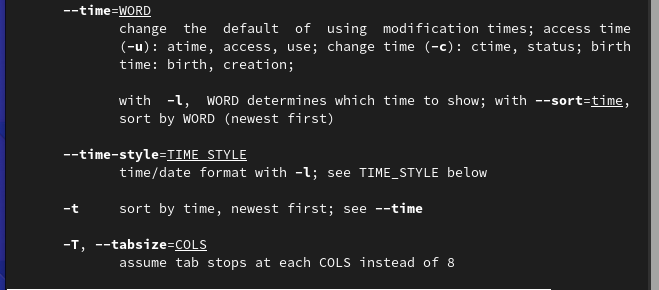 --time=WORD
change the default of using modification times; access time
(-u): atime, access, use; change time (-c): ctime, status; birth
time: birth, creation;
with -l, WORD determines which time to show; with --sort=time,
sort by WORD (newest first)
--time-style=TIME_STYLE
time/date format with -l; see TIME_STYLE below
-t sort by time, newest first; see --time
-T, --tabsize=COLS
assume tab stops at each COLS instead of 8